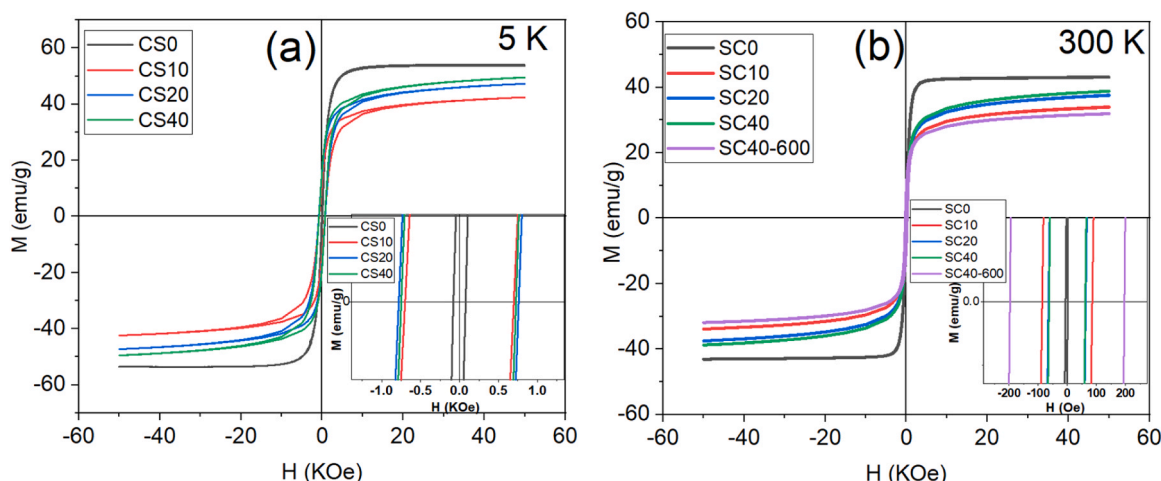 (a)
5 K
CS0
CS10
CS20
CS40
M (emu/g)
60
40
20
0
-20
-40
-60
-60
-40
-20
0
20
40
60
H (KOe)
CS0
CS10
CS20
CS40
M (emu/g)
0.0
-1.0
-0.5
0.0
0.5
1.0
H (KOe)
(b)
300 K
SC0
SC10
SC20
SC40
SC40-600
M (emu/g)
60
40
20
0
-20
-40
-60
-60
-40
-20
0
20
40
60
H (KOe)
SC0
SC10
SC20
SC40
SC40-600
M (emu/g)
0.0
-200
-100
0
100
200
H (Oe)